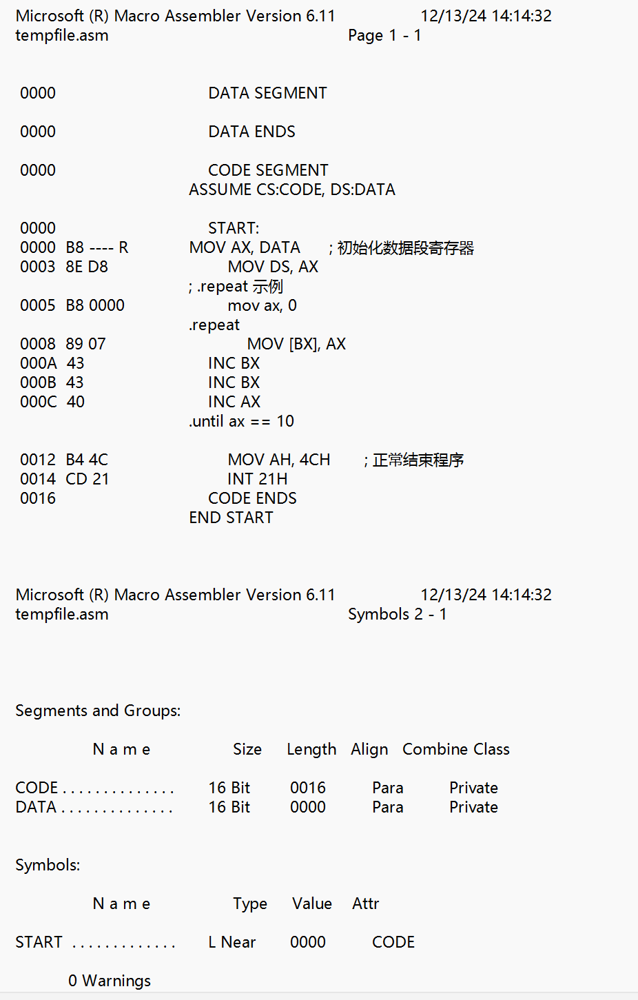 Microsoft (R) Macro Assembler Version 6.11 12/13/24 14:14:32
tempfile.asm Page 1 - 1
0000 DATA SEGMENT
0000 DATA ENDS
0000 CODE SEGMENT
ASSUME CS:CODE, DS:DATA
0000 START:
0000 B8 ---- R MOV AX, DATA ; 初始化数据段寄存器
0003 8E D8 MOV DS, AX
; .repeat 示例
0005 B8 0000 mov ax, 0
.repeat
0008 89 07 MOV [BX], AX
000A 43 INC BX
000B 43 INC BX
000C 40 INC AX
.until ax == 10
0012 B4 4C MOV AH, 4CH ; 正常结束程序
0014 CD 21 INT 21H
0016 CODE ENDS
END START
Microsoft (R) Macro Assembler Version 6.11 12/13/24 14:14:32
tempfile.asm Symbols 2 - 1
Segments and Groups:
N a m e Size Length Align Combine Class
CODE . . . . . . . . . . . . . . 16 Bit 0016 Para Private
DATA . . . . . . . . . . . . . . 16 Bit 0000 Para Private
Symbols:
N a m e Type Value Attr
START . . . . . . . . . . . . . L Near 0000 CODE
0 Warnings